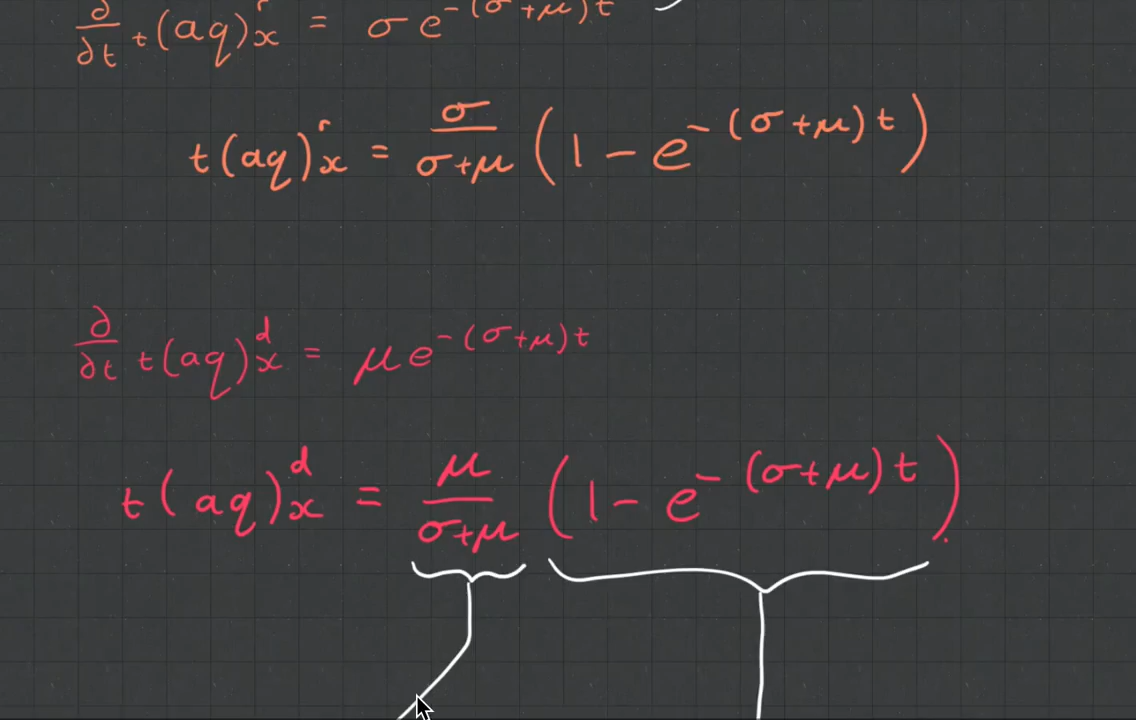 ∂/∂t t(aq)^r_x = σe^-(σ+μ)t
t(aq)^r_x = σ/(σ+μ) (1 - e^-(σ+μ)t)
∂/∂t t(aq)^d_x = μe^-(σ+μ)t
t(aq)^d_x = μ/(σ+μ) (1 - e^-(σ+μ)t)